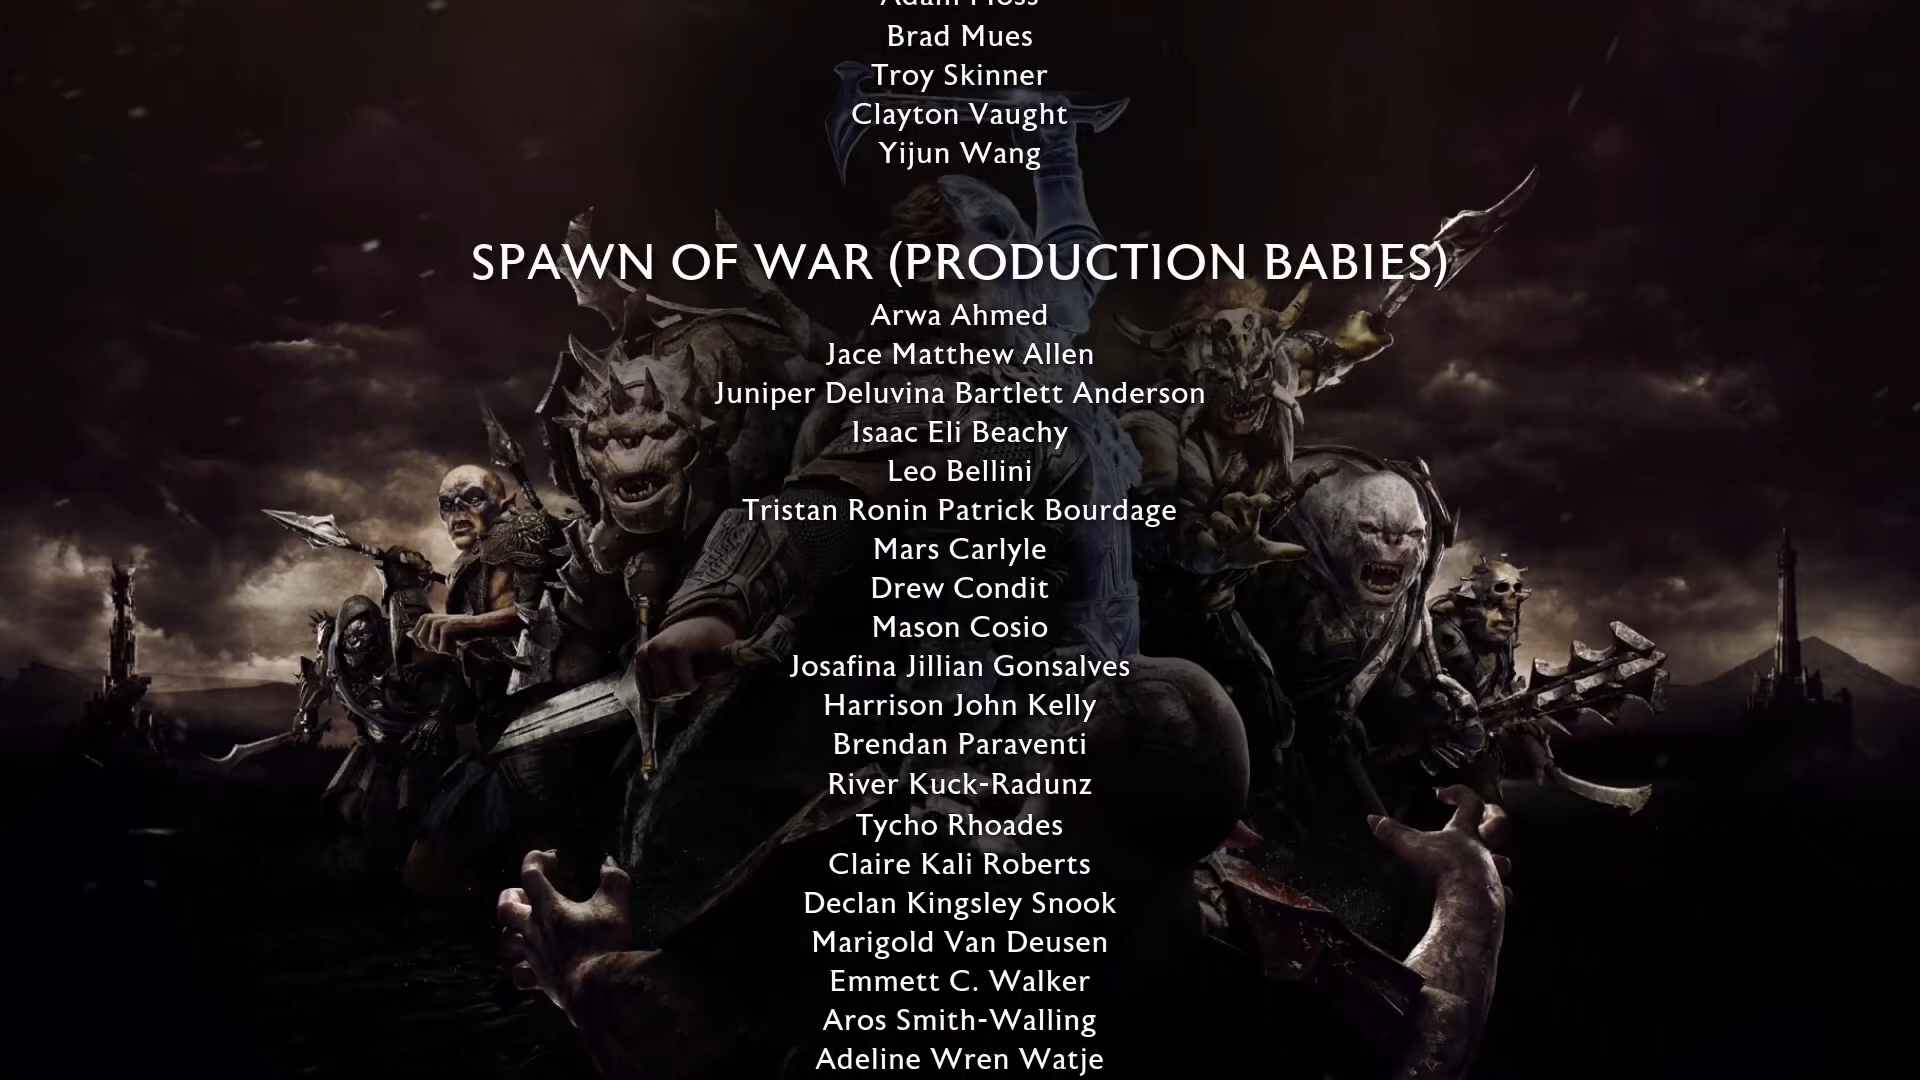 Adam Moss
Brad Mues
Troy Skinner
Clayton Vaught
Yijun Wang
SPAWN OF WAR (PRODUCTION BABIES)
Arwa Ahmed
Jace Matthew Allen
Juniper Deluvina Bartlett Anderson
Isaac Eli Beachy
Leo Bellini
Tristan Ronin Patrick Bourdage
Mars Carlyle
Drew Condit
Mason Cosio
Josafina Jillian Gonsalves
Harrison John Kelly
Brendan Paraventi
River Kuck-Radunz
Tycho Rhoades
Claire Kali Roberts
Declan Kingsley Snook
Marigold Van Deusen
Emmett C. Walker
Aros Smith-Walling
Adeline Wren Watje